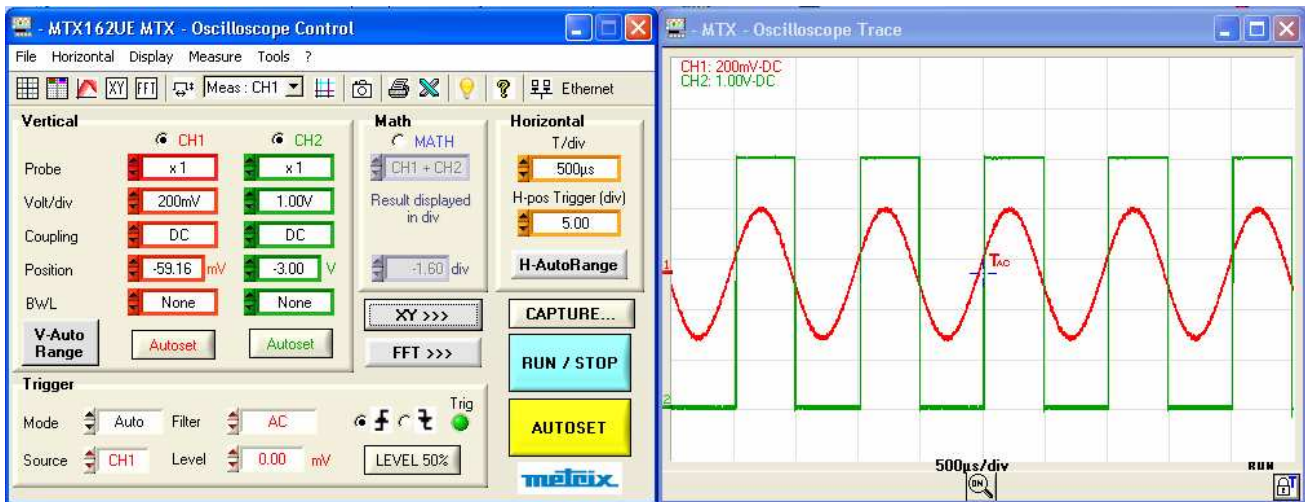 - MTX162UE MTX - Oscilloscope Control
File Horizontal Display Measure Tools ?
XY FFT Meas : CH1 ? Ethernet
Vertical
CH1 CH2
Probe x 1 x 1
Volt/div 200mV 1.00V
Coupling DC DC
Position -59.16 mV -3.00 V
BWL None None
V-Auto Range Autoset Autoset
Math
MATH
CH1 + CH2
Result displayed
in div
-1.60 div
XY >>>
FFT >>>
Horizontal
T/div
500µs
H-pos Trigger (div)
5.00
H-AutoRange
CAPTURE...
RUN / STOP
AUTOSET
metrix
Trigger
Mode Auto Filter AC Trig
Source CH1 Level 0.00 mV LEVEL 50%
- MTX - Oscilloscope Trace
CH1: 200mV-DC
CH2: 1.00V-DC
1
TAC
2
500µs/div
RUN
ON
T